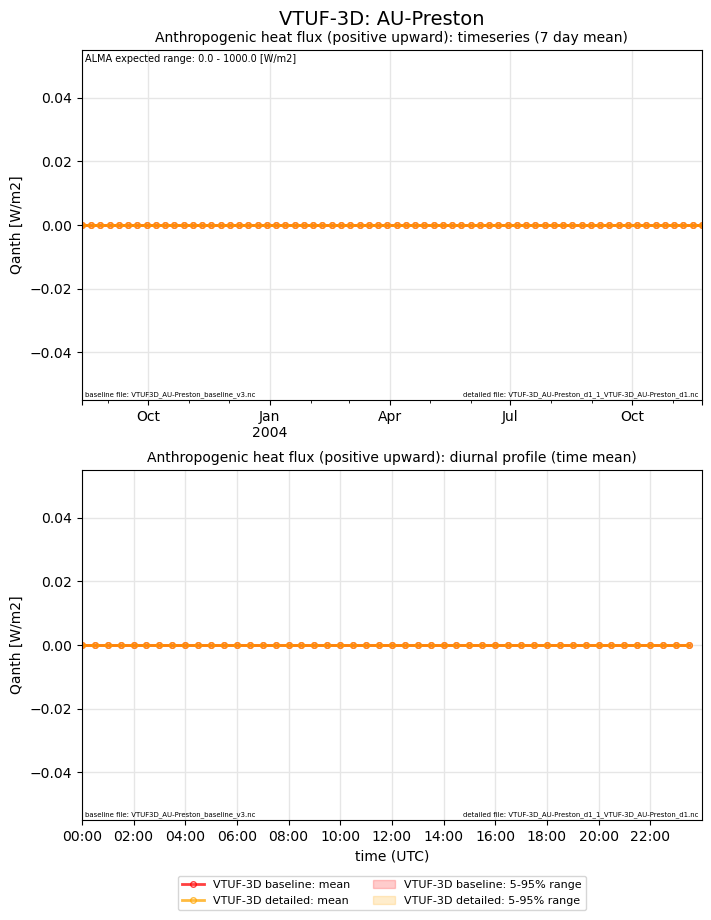 VTUF-3D: AU-Preston
Anthropogenic heat flux (positive upward): timeseries (7 day mean)
ALMA expected range: 0.0 - 1000.0 [W/m2]
0.04
0.02
0.00
−0.02
−0.04
Qanth [W/m2]
baseline file: VTUF3D_AU-Preston_baseline_v3.nc
detailed file: VTUF-3D_AU-Preston_d1_1_VTUF-3D_AU-Preston_d1.nc
Oct Jan Apr Jul Oct
2004
Anthropogenic heat flux (positive upward): diurnal profile (time mean)
0.04
0.02
0.00
−0.02
−0.04
Qanth [W/m2]
baseline file: VTUF3D_AU-Preston_baseline_v3.nc
detailed file: VTUF-3D_AU-Preston_d1_1_VTUF-3D_AU-Preston_d1.nc
00:00 02:00 04:00 06:00 08:00 10:00 12:00 14:00 16:00 18:00 20:00 22:00
time (UTC)
VTUF-3D baseline: mean
VTUF-3D detailed: mean
VTUF-3D baseline: 5-95% range
VTUF-3D detailed: 5-95% range